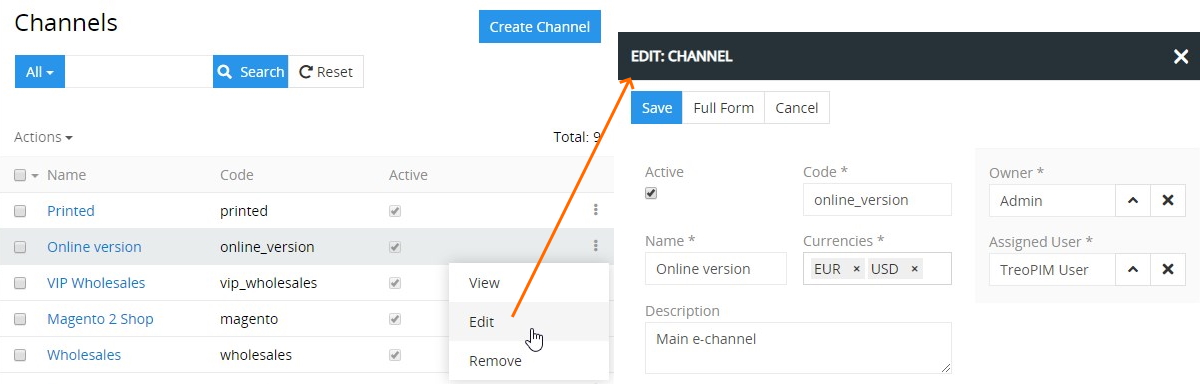 Channels
Create Channel
All
Search
Reset
Actions
Total: 9
Name Code Active
Printed printed
Online version online_version
VIP Wholesales vip_wholesales
Magento 2 Shop magento
Wholesales wholesales
View
Edit
Remove
EDIT: CHANNEL
Save Full Form Cancel
Active
Code *
online_version
Name *
Online version
Currencies *
EUR × USD ×
Description
Main e-channel
Owner *
Admin
Assigned User *
TreoPIM User